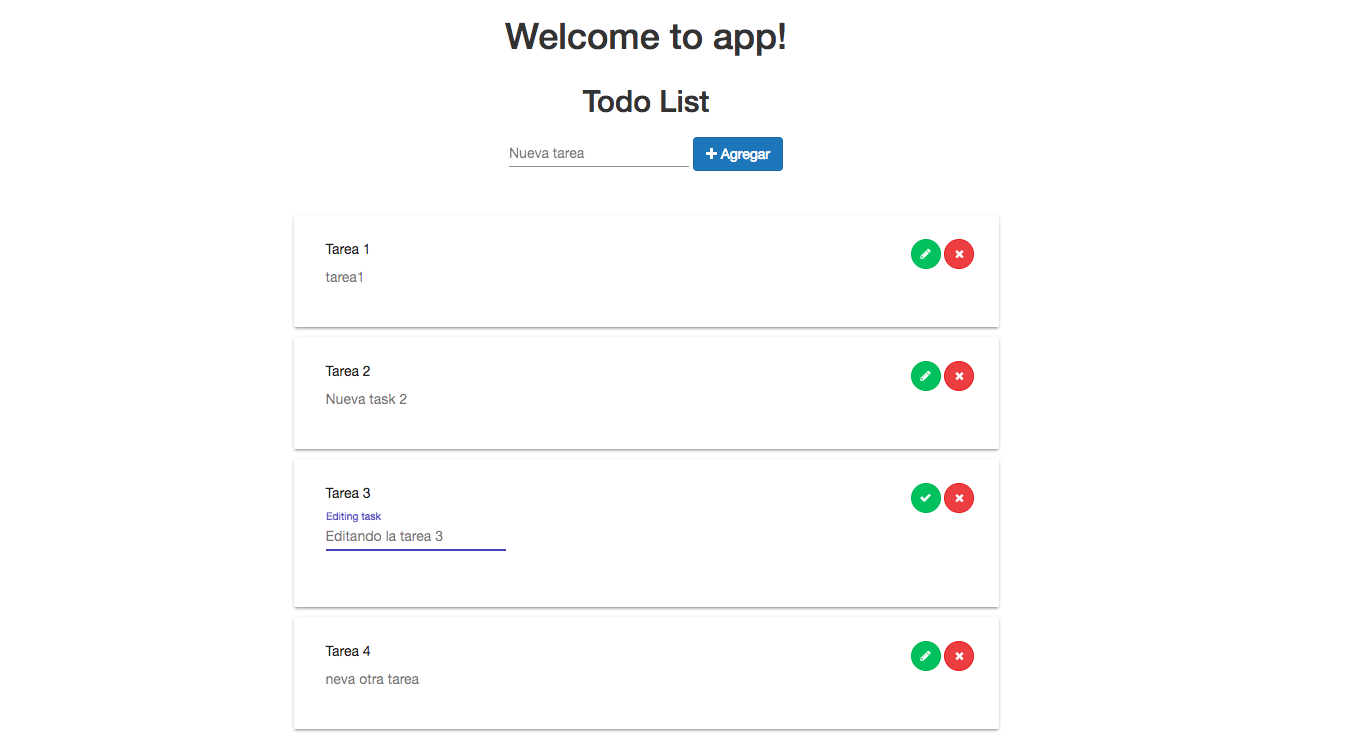 Welcome to app!
Todo List
Nueva tarea
Agregar
Tarea 1
tarea1
Tarea 2
Nueva task 2
Tarea 3
Editing task
Editando la tarea 3
Tarea 4
neva otra tarea